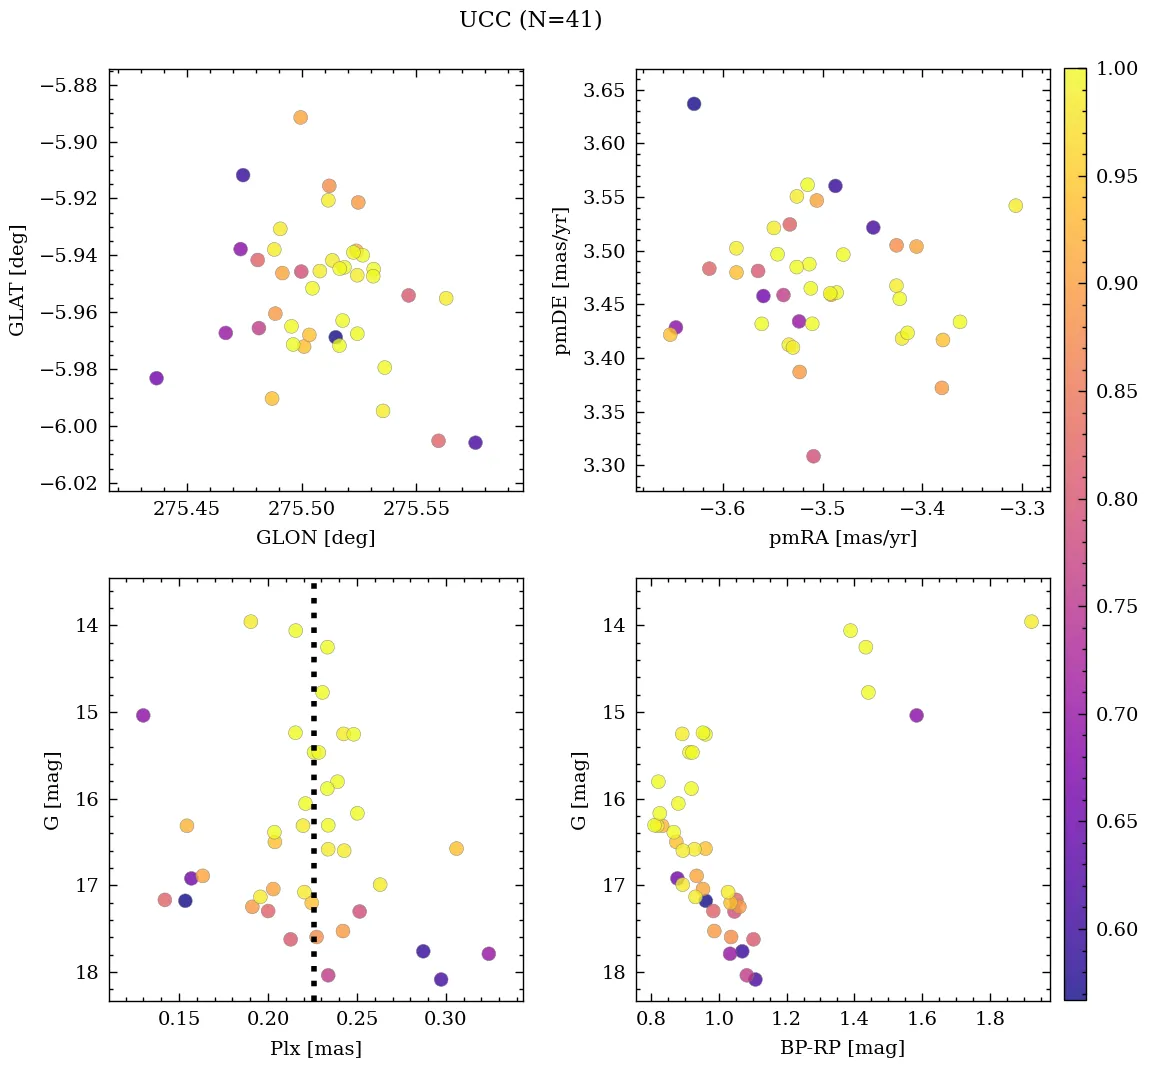 UCC (N=41)
−5.88
−5.90
−5.92
−5.94
−5.96
−5.98
−6.00
−6.02
GLAT [deg]
275.45 275.50 275.55
GLON [deg]
3.65
3.60
3.55
3.50
3.45
3.40
3.35
3.30
pmDE [mas/yr]
−3.6 −3.5 −3.4 −3.3
pmRA [mas/yr]
1.00
0.95
0.90
0.85
0.80
0.75
0.70
0.65
0.60
14
15
16
17
18
G [mag]
0.15 0.20 0.25 0.30
Plx [mas]
14
15
16
17
18
G [mag]
0.8 1.0 1.2 1.4 1.6 1.8
BP-RP [mag]